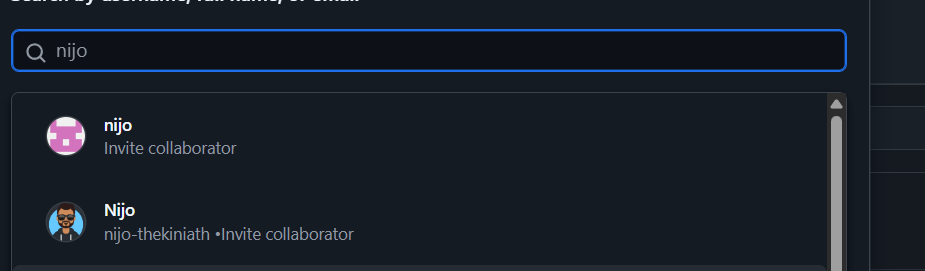 Search by username, full name, or email
nijo
nijo
Invite collaborator
Nijo
nijo-thekiniath •Invite collaborator